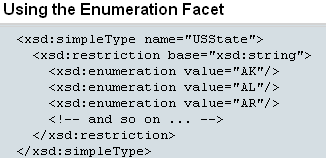 Using the Enumeration Facet
<xsd:simpleType name="USState">
<xsd:restriction base="xsd:string">
<xsd:enumeration value="AK"/>
<xsd:enumeration value="AL"/>
<xsd:enumeration value="AR"/>
<!-- and so on ... -->
</xsd:restriction>
</xsd:simpleType>